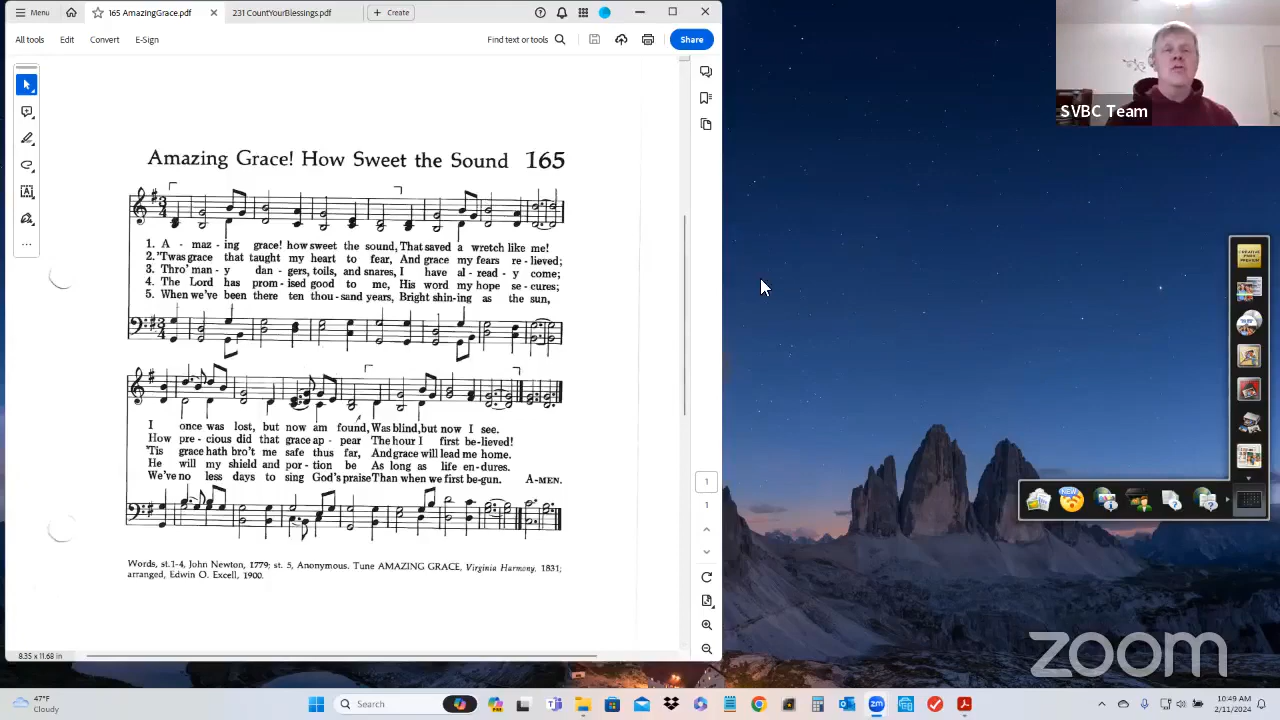 Menu
165 AmazingGrace.pdf
231 CountYourBlessings.pdf
Create
All tools
Edit
Convert
E-Sign
Find text or tools
Share
SVBC Team
Amazing Grace! How Sweet the Sound 165
1. A - maz - ing grace! how sweet the sound, That saved a wretch like me!
2. 'Twas grace that taught my heart to fear, And grace my fears re - lieved;
3. Thro' man - y dan - gers, toils, and snares, I have al - read - y come;
4. The Lord has prom - ised good to me, His word my hope se - cures;
5. When we've been there ten thou - sand years, Bright shin - ing as the sun,
I once was lost, but now am found, Was blind, but now I see.
How pre - cious did that grace ap - pear The hour I first be - lieved!
'Tis grace hath bro't me safe thus far, And grace will lead me home.
He will my shield and por - tion be As long as life en - dures.
We've no less days to sing God's praise Than when we first be - gun. A-MEN.
Words, st.1-4, John Newton, 1779; st. 5, Anonymous. Tune AMAZING GRACE, Virginia Harmony, 1831;
arranged, Edwin O. Excell, 1900.
1
1
8.35 x 11.68 in
NEW
zoom
47°F
Cloudy
Search
10:49 AM
2/11/2024